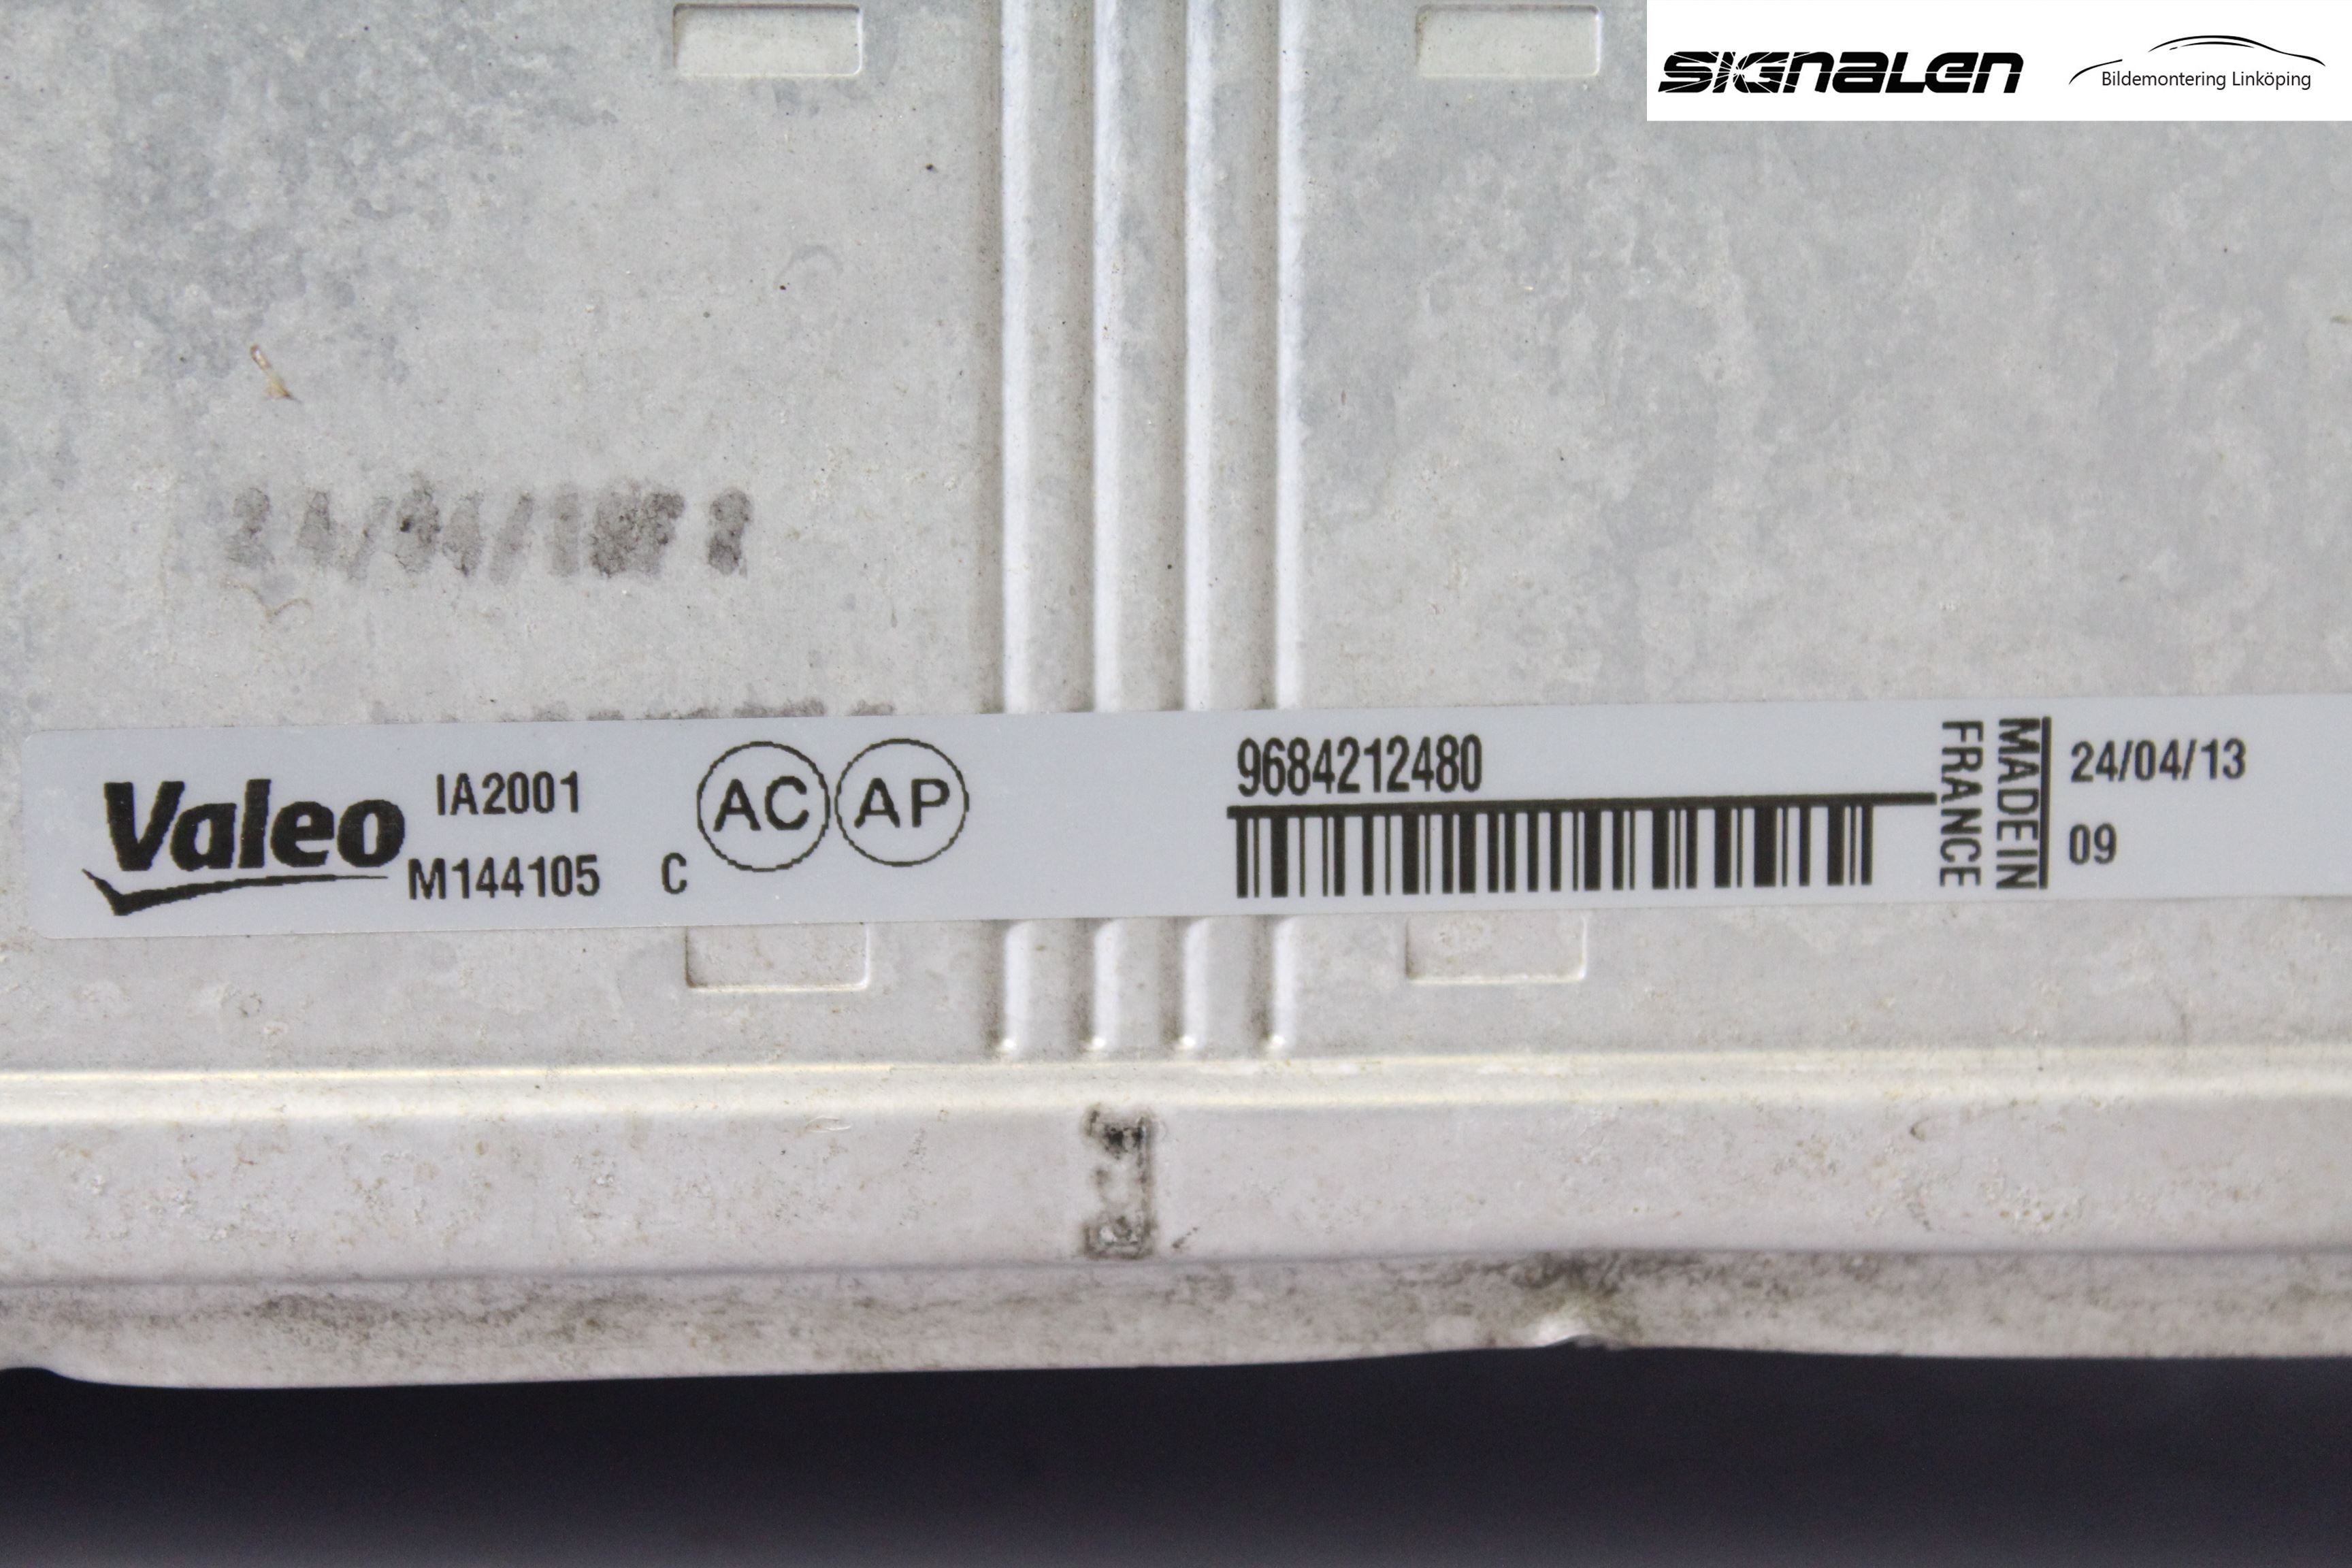 SIGNALEN
Bildemontering Linköping
Valeo
IA2001
M144105 C
AC AP
9684212480
MADE IN
FRANCE
24/04/13
09